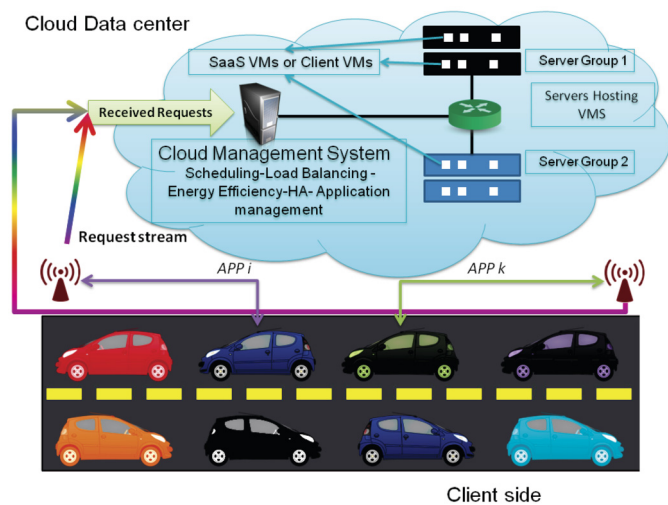 Cloud Data center
SaaS VMs or Client VMs
Server Group 1
Received Requests
Servers Hosting
VMS
Cloud Management System
Scheduling-Load Balancing -
Energy Efficiency-HA- Application
management
Server Group 2
Request stream
APP i
APP k
Client side